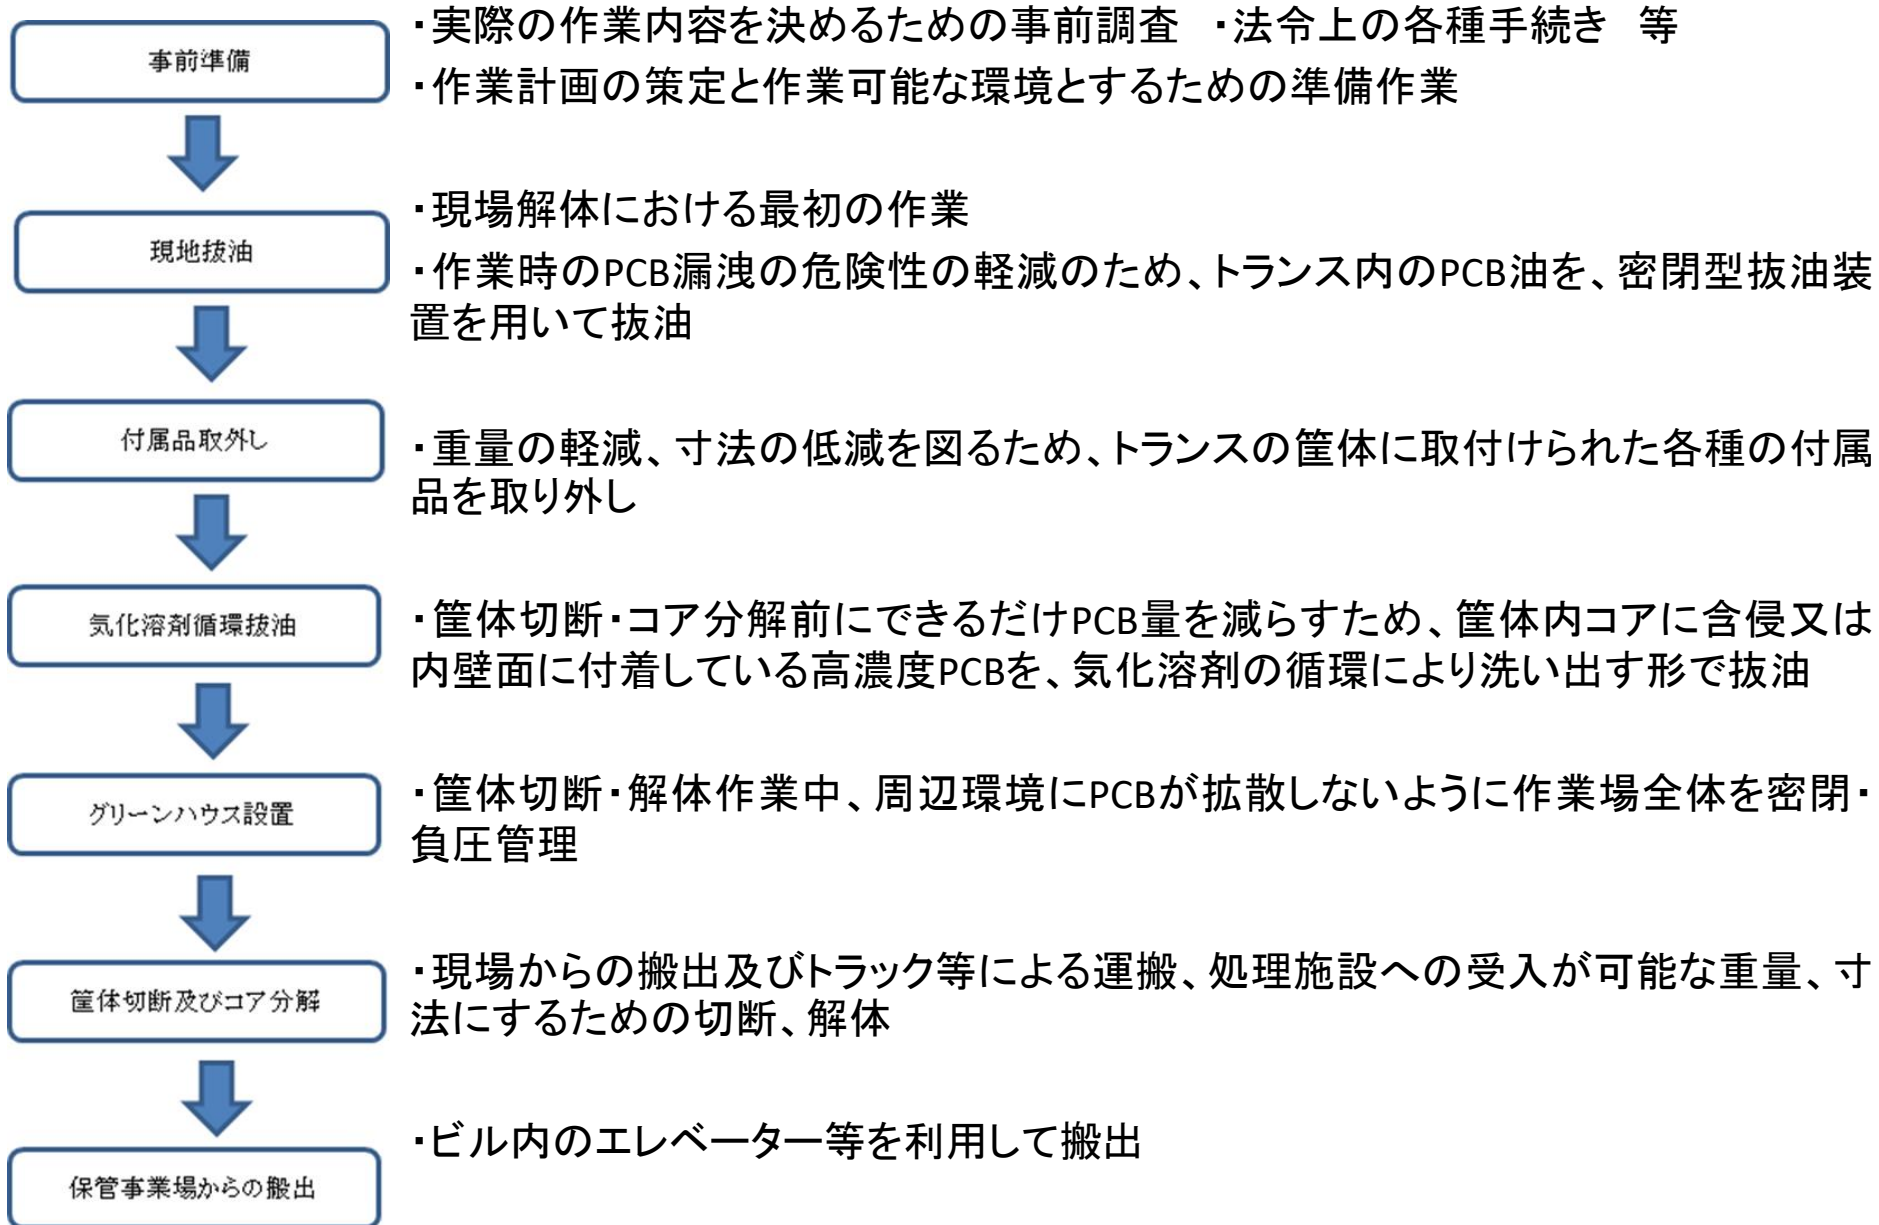 事前準備
・実際の作業内容を決めるための事前調査　・法令上の各種手続き　等
・作業計画の策定と作業可能な環境とするための準備作業
現地抜油
・現場解体における最初の作業
・作業時のPCB漏洩の危険性の軽減のため、トランス内のPCB油を、密閉型抜油装
置を用いて抜油
付属品取外し
・重量の軽減、寸法の低減を図るため、トランスの筐体に取付けられた各種の付属
品を取り外し
気化溶剤循環抜油
・筐体切断・コア分解前にできるだけPCB量を減らすため、筐体内コアに含侵又は
内壁面に付着している高濃度PCBを、気化溶剤の循環により洗い出す形で抜油
グリーンハウス設置
・筐体切断・解体作業中、周辺環境にPCBが拡散しないように作業場全体を密閉・
負圧管理
筐体切断及びコア分解
・現場からの搬出及びトラック等による運搬、処理施設への受入が可能な重量、寸
法にするための切断、解体
保管事業場からの搬出
・ビル内のエレベーター等を利用して搬出